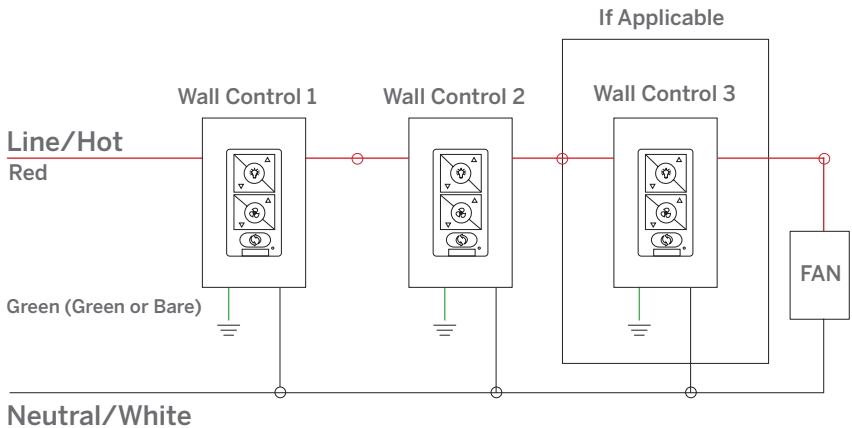 If Applicable
Wall Control 1
Wall Control 2
Wall Control 3
Line/Hot
Red
FAN
Green (Green or Bare)
Neutral/White